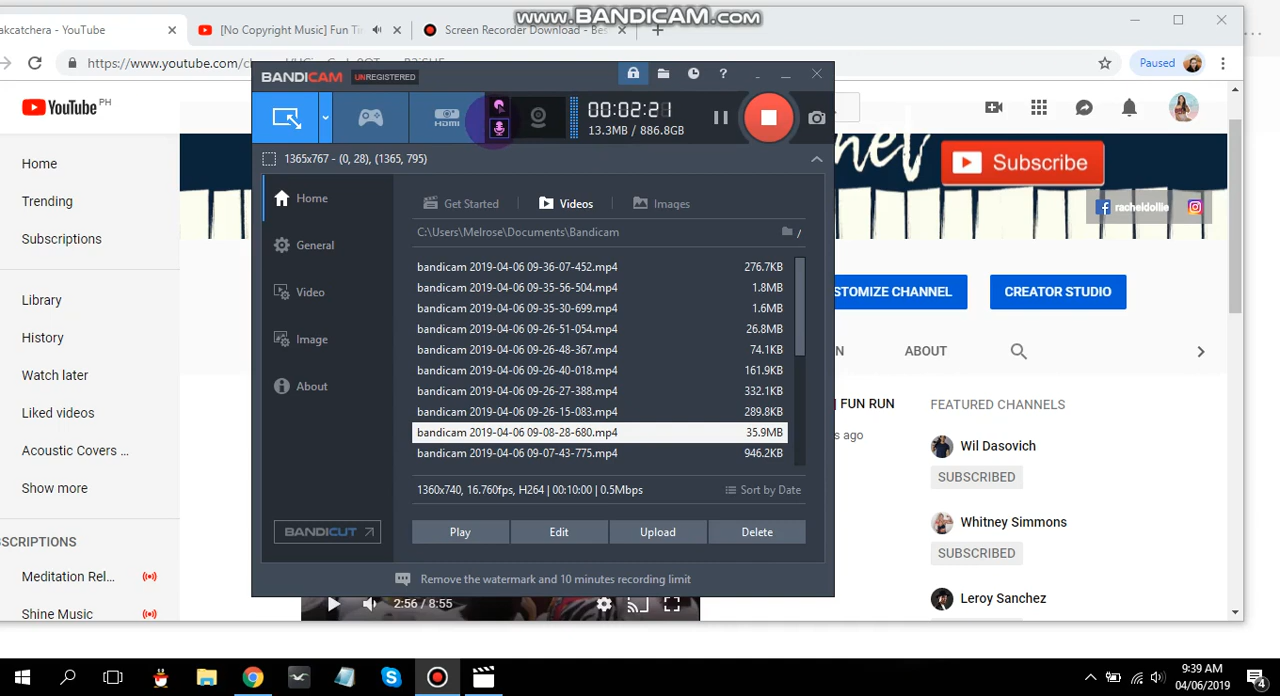 www.BANDICAM.com
akcatchera - YouTube
[No Copyright Music] Fun Ti
Screen Recorder Download - Bes
https://www.youtube.com/
Paused
YouTube PH
Home
Trending
Subscriptions
Library
History
Watch later
Liked videos
Acoustic Covers ...
Show more
SCRIPTIONS
Meditation Rel...
Shine Music
BANDICAM UNREGISTERED
HDMI
00:02:21
13.3MB / 886.8GB
1365x767 - (0, 28), (1365, 795)
Home
General
Video
Image
About
BANDICUT
Get Started
Videos
Images
C:\Users\Melrose\Documents\Bandicam
bandicam 2019-04-06 09-36-07-452.mp4 276.7KB
bandicam 2019-04-06 09-35-56-504.mp4 1.8MB
bandicam 2019-04-06 09-35-30-699.mp4 1.6MB
bandicam 2019-04-06 09-26-51-054.mp4 26.8MB
bandicam 2019-04-06 09-26-48-367.mp4 74.1KB
bandicam 2019-04-06 09-26-40-018.mp4 161.9KB
bandicam 2019-04-06 09-26-27-388.mp4 332.1KB
bandicam 2019-04-06 09-26-15-083.mp4 289.8KB
bandicam 2019-04-06 09-08-28-680.mp4 35.9MB
bandicam 2019-04-06 09-07-43-775.mp4 946.2KB
1360x740, 16.760fps, H264 | 00:10:00 | 0.5Mbps
Sort by Date
Play
Edit
Upload
Delete
Remove the watermark and 10 minutes recording limit
2:56 / 8:55
nel
Subscribe
racheldollie
STOMIZE CHANNEL
CREATOR STUDIO
ABOUT
FUN RUN
s ago
FEATURED CHANNELS
Wil Dasovich
SUBSCRIBED
Whitney Simmons
SUBSCRIBED
Leroy Sanchez
9:39 AM
04/06/2019
4